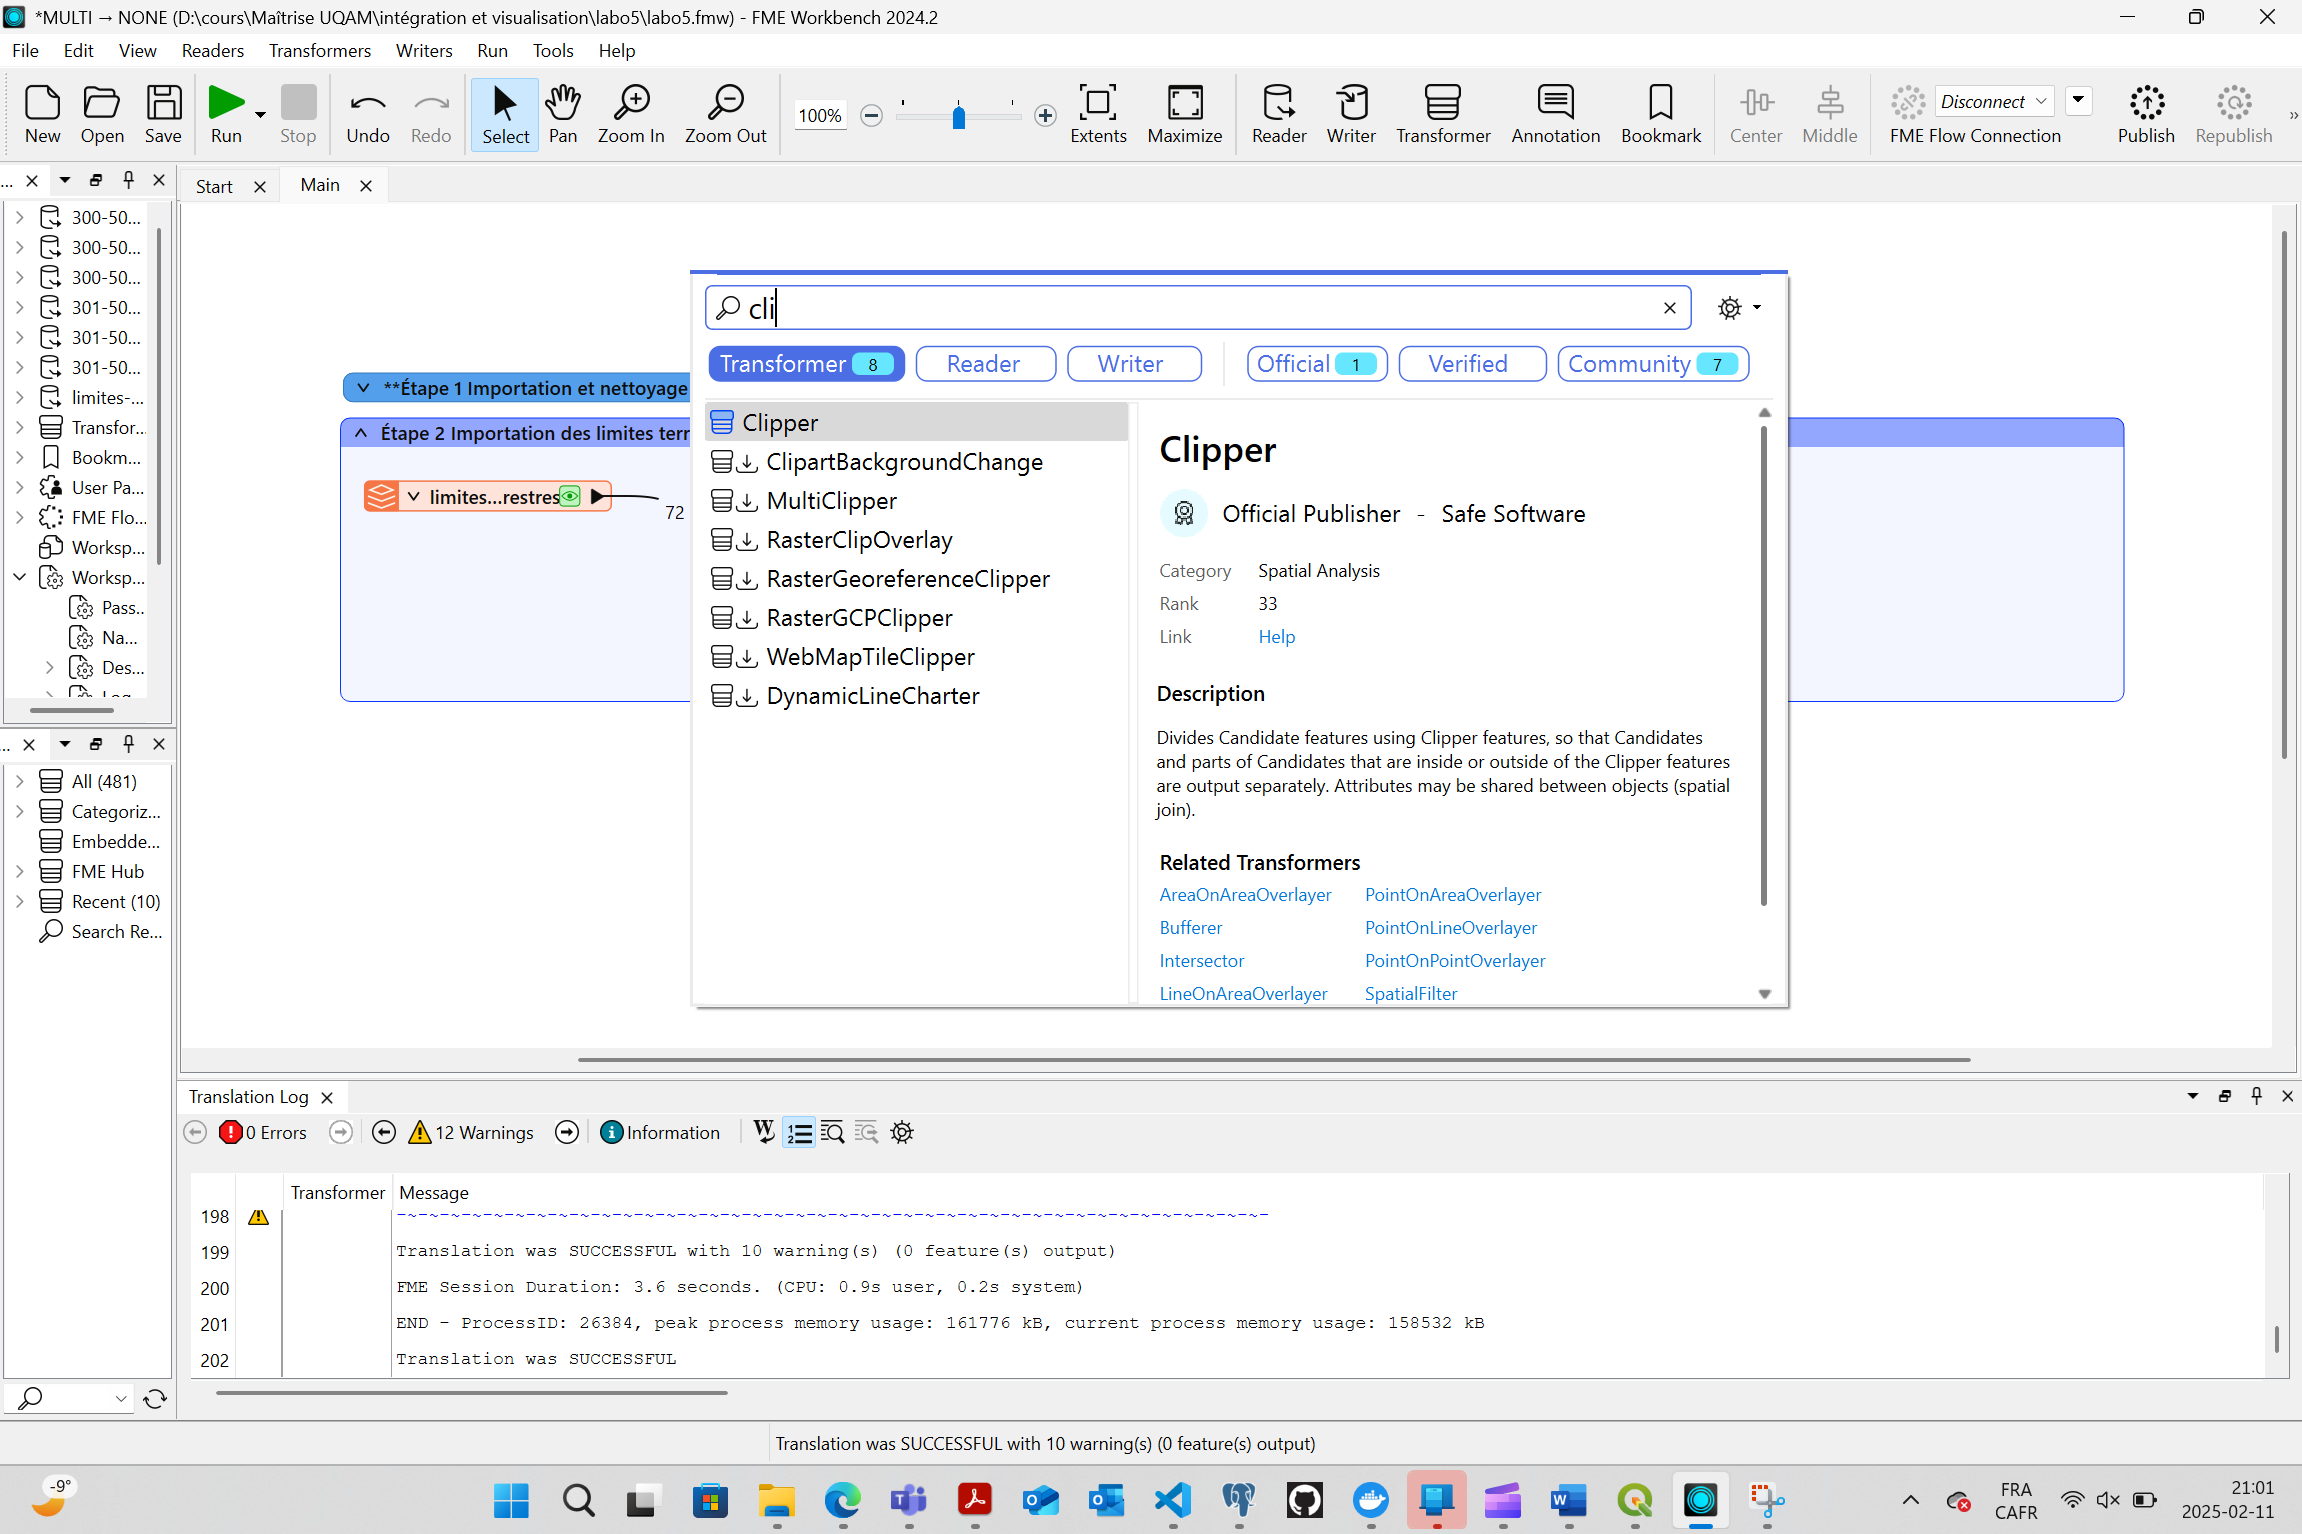 *MULTI → NONE (D:\cours\Maîtrise UQAM\intégration et visualisation\labo5\labo5.fmw) - FME Workbench 2024.2
File Edit View Readers Transformers Writers Run Tools Help
New Open Save Run Stop Undo Redo Select Pan Zoom In Zoom Out 100% Extents Maximize Reader Writer Transformer Annotation Bookmark Center Middle Disconnect FME Flow Connection Publish Republish »
...
Start Main
300-50...
300-50...
300-50...
301-50...
301-50...
301-50...
limites-...
Transfor...
Bookm...
User Pa...
FME Flo...
Worksp...
Worksp...
Pass...
Na...
Des...
Log
**Étape 1 Importation et nettoyage
Étape 2 Importation des limites terr
limites...restres
72
cli
Transformer 8 Reader Writer Official 1 Verified Community 7
Clipper
ClipartBackgroundChange
MultiClipper
RasterClipOverlay
RasterGeoreferenceClipper
RasterGCPClipper
WebMapTileClipper
DynamicLineCharter
Clipper
Official Publisher - Safe Software
Category Spatial Analysis
Rank 33
Link Help
Description
Divides Candidate features using Clipper features, so that Candidates
and parts of Candidates that are inside or outside of the Clipper features
are output separately. Attributes may be shared between objects (spatial
join).
Related Transformers
AreaOnAreaOverlayer PointOnAreaOverlayer
Bufferer PointOnLineOverlayer
Intersector PointOnPointOverlayer
LineOnAreaOverlayer SpatialFilter
...
All (481)
Categoriz...
Embedde...
FME Hub
Recent (10)
Search Re...
Translation Log
0 Errors 12 Warnings Information
Transformer Message
198 -~-~-~-~-~-~-~-~-~-~-~-~-~-~-~-~-~-~-~-~-~-~-~-~-~-~-~-~-~-~-~-~-~-~-~-~-~-~-~-~-
199 Translation was SUCCESSFUL with 10 warning(s) (0 feature(s) output)
200 FME Session Duration: 3.6 seconds. (CPU: 0.9s user, 0.2s system)
201 END - ProcessID: 26384, peak process memory usage: 161776 kB, current process memory usage: 158532 kB
202 Translation was SUCCESSFUL
Translation was SUCCESSFUL with 10 warning(s) (0 feature(s) output)
-9°
FRA
CAFR
21:01
2025-02-11